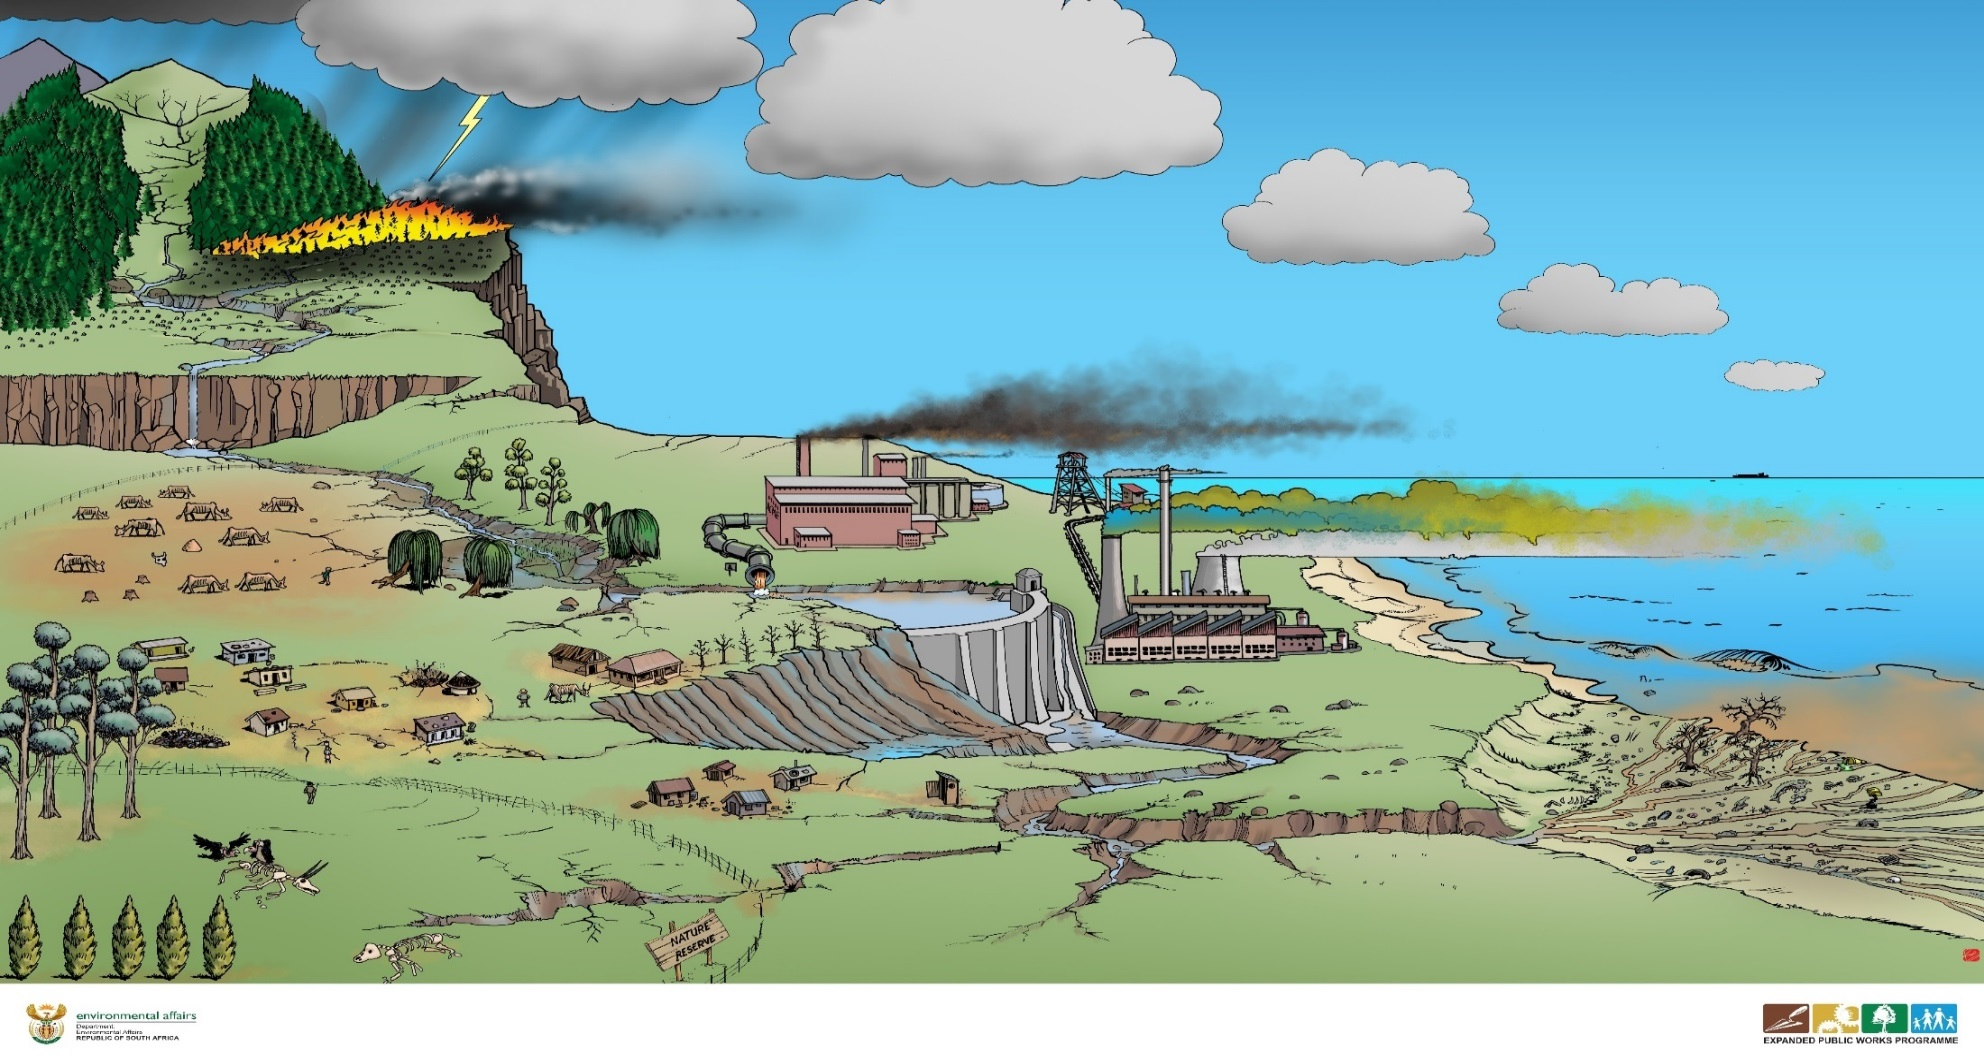 NATURE
RESERVE
environmental affairs
Department:
Environmental Affairs
REPUBLIC OF SOUTH AFRICA
EXPANDED PUBLIC WORKS PROGRAMME